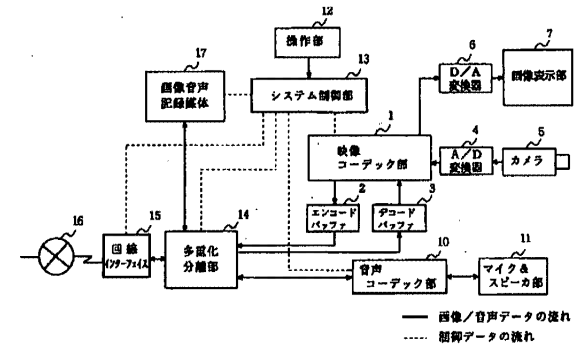 12
操作部
17
画像音声
記録媒体
13
システム制御部
6
D/A
変換器
7
画像表示部
1
映像
コーデック部
4
A/D
変換器
5
カメラ
2
エンコード
バッファ
3
デコード
バッファ
16
15
回線
インターフェイス
14
多重化
分離部
10
音声
コーデック部
11
マイク&
スピーカ部
画像/音声データの流れ
制御データの流れ